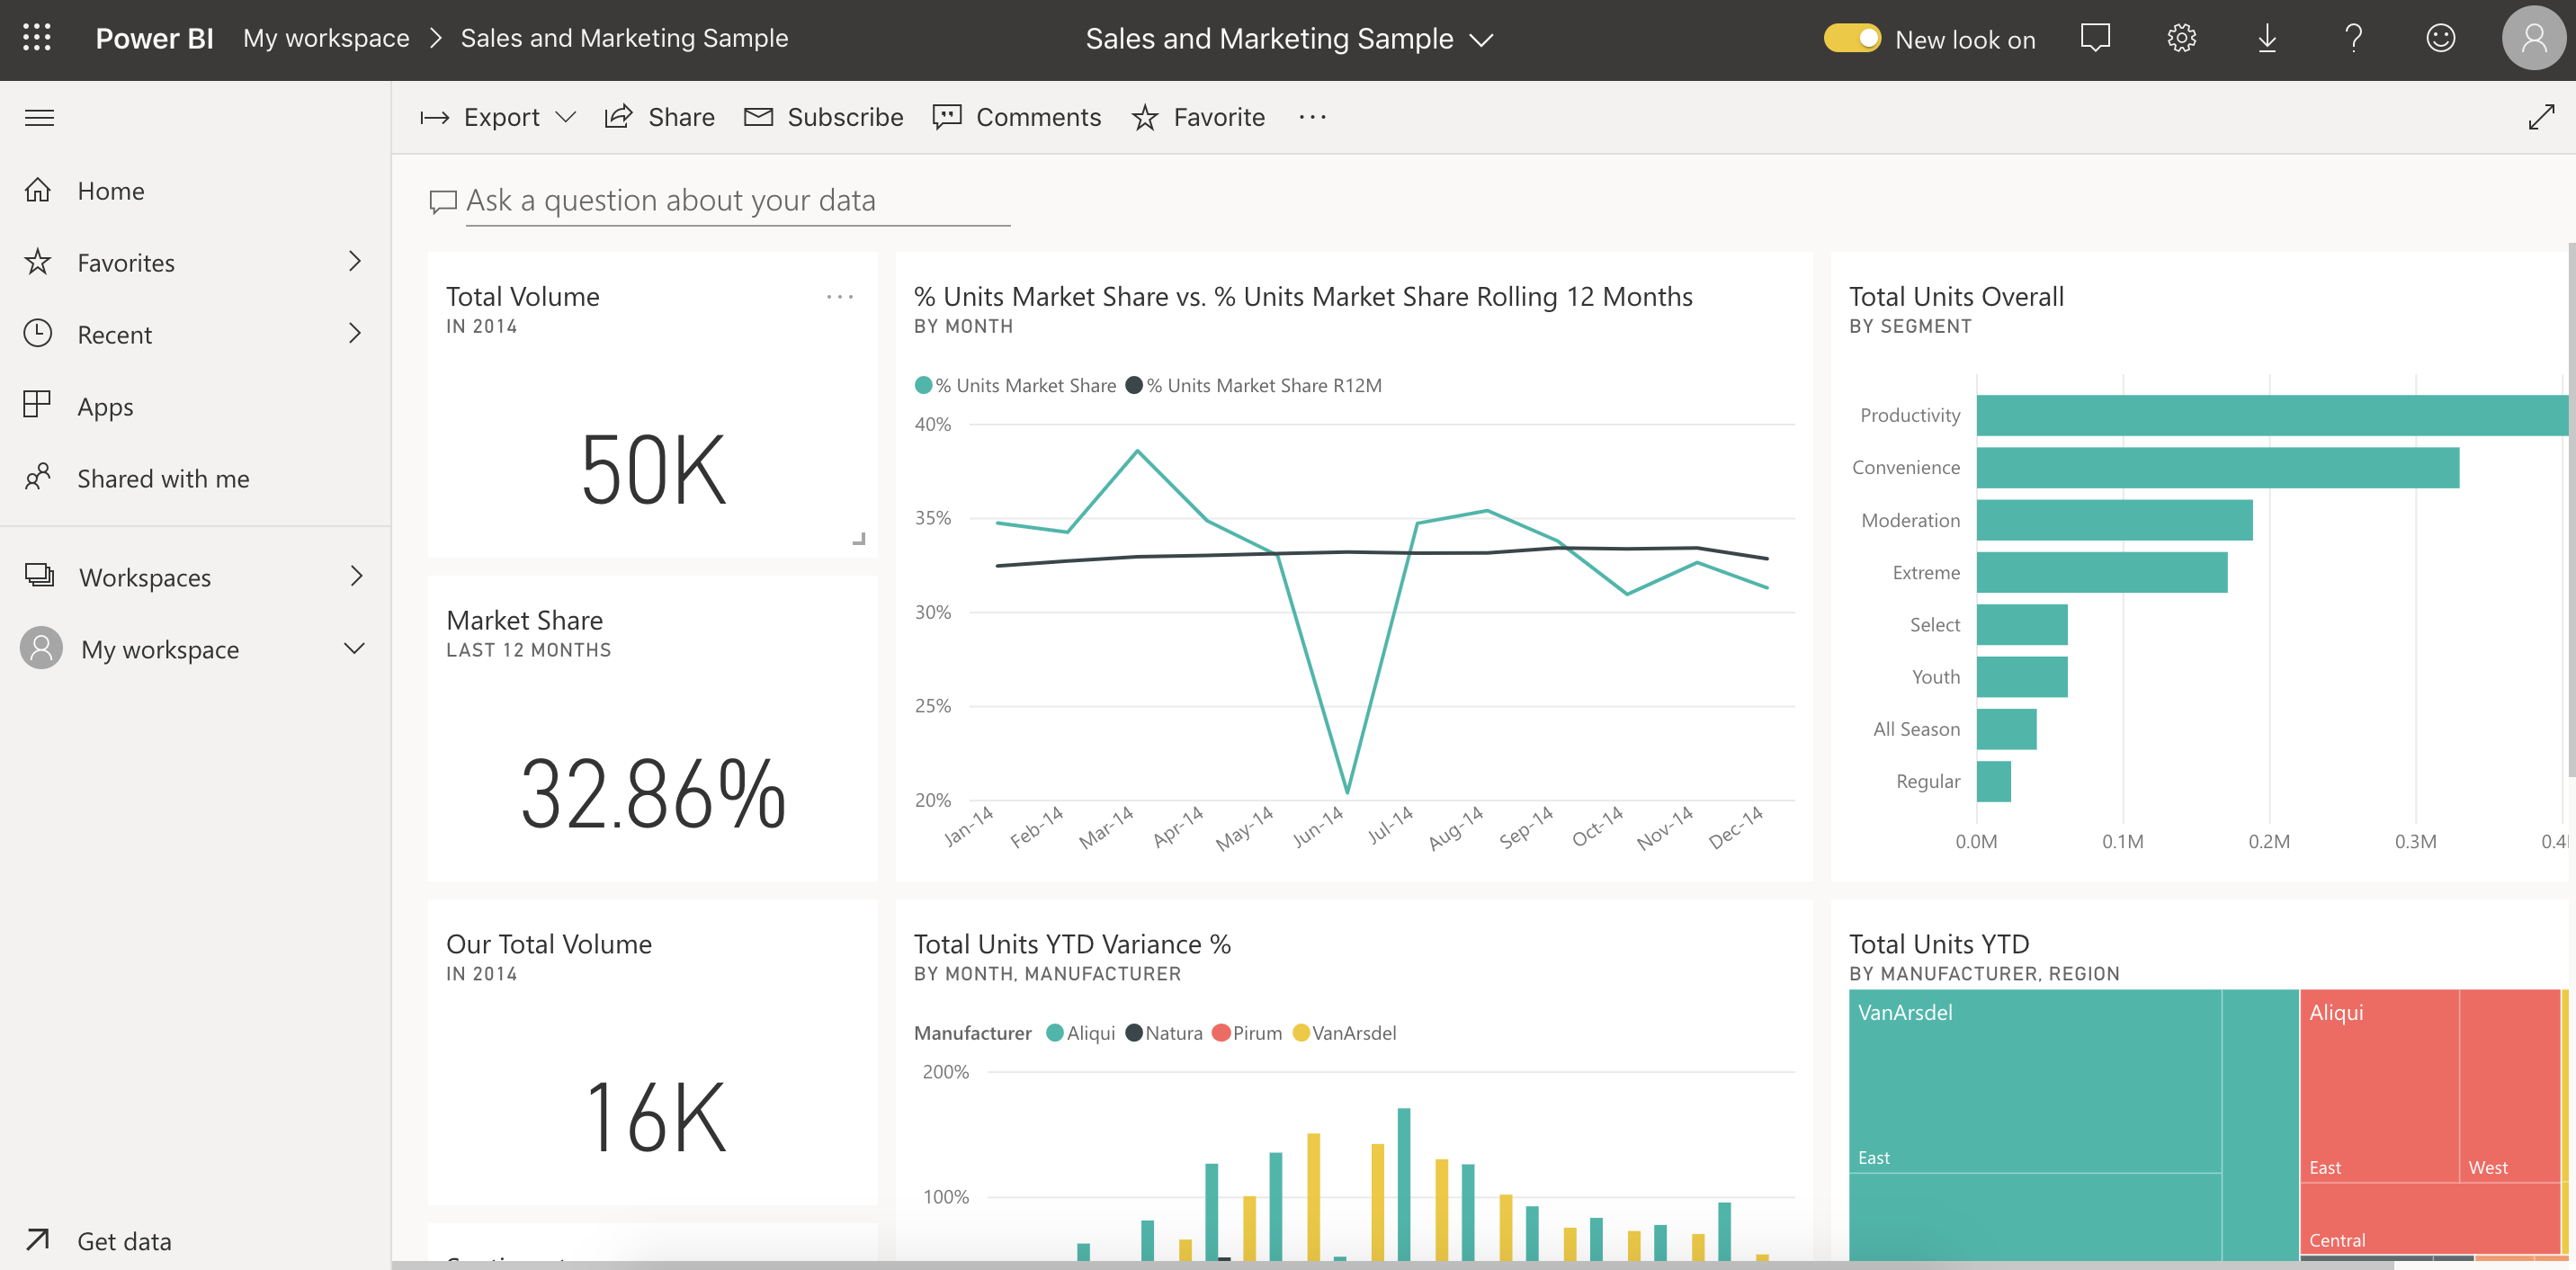 Power BI My workspace Sales and Marketing Sample
Sales and Marketing Sample
New look on
Export Share Subscribe Comments Favorite
Home
Favorites
Recent
Apps
Shared with me
Workspaces
My workspace
Get data
Ask a question about your data
Total Volume
IN 2014
50K
Market Share
LAST 12 MONTHS
32.86%
Our Total Volume
IN 2014
16K
% Units Market Share vs. % Units Market Share Rolling 12 Months
BY MONTH
% Units Market Share % Units Market Share R12M
40%
35%
30%
25%
20%
Jan-14 Feb-14 Mar-14 Apr-14 May-14 Jun-14 Jul-14 Aug-14 Sep-14 Oct-14 Nov-14 Dec-14
Total Units YTD Variance %
BY MONTH, MANUFACTURER
Manufacturer Aliqui Natura Pirum VanArsdel
200%
100%
Total Units Overall
BY SEGMENT
Productivity
Convenience
Moderation
Extreme
Select
Youth
All Season
Regular
0.0M 0.1M 0.2M 0.3M
Total Units YTD
BY MANUFACTURER, REGION
VanArsdel
East
Aliqui
East West
Central